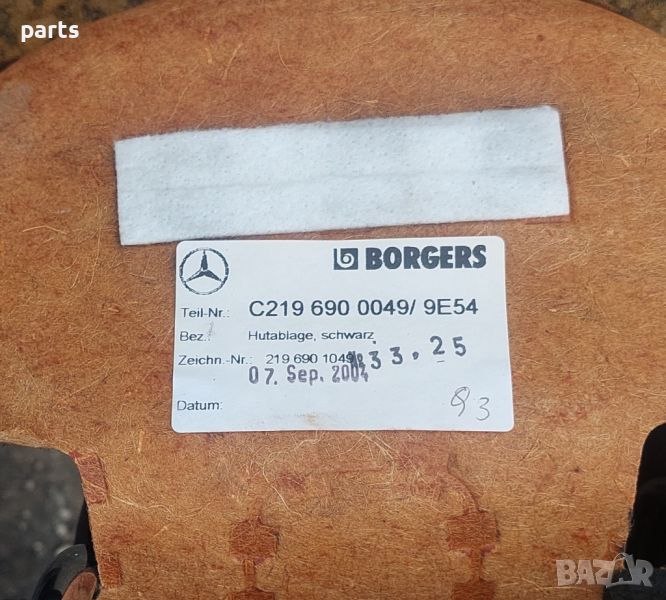 parts
BORGERS
Teil-Nr.: C219 690 0049/ 9E54
Bez.: Hutablage, schwarz
Zeichn.-Nr.: 219 690 1049
33.25
07. Sep. 2004
Datum:
93
BAZAR